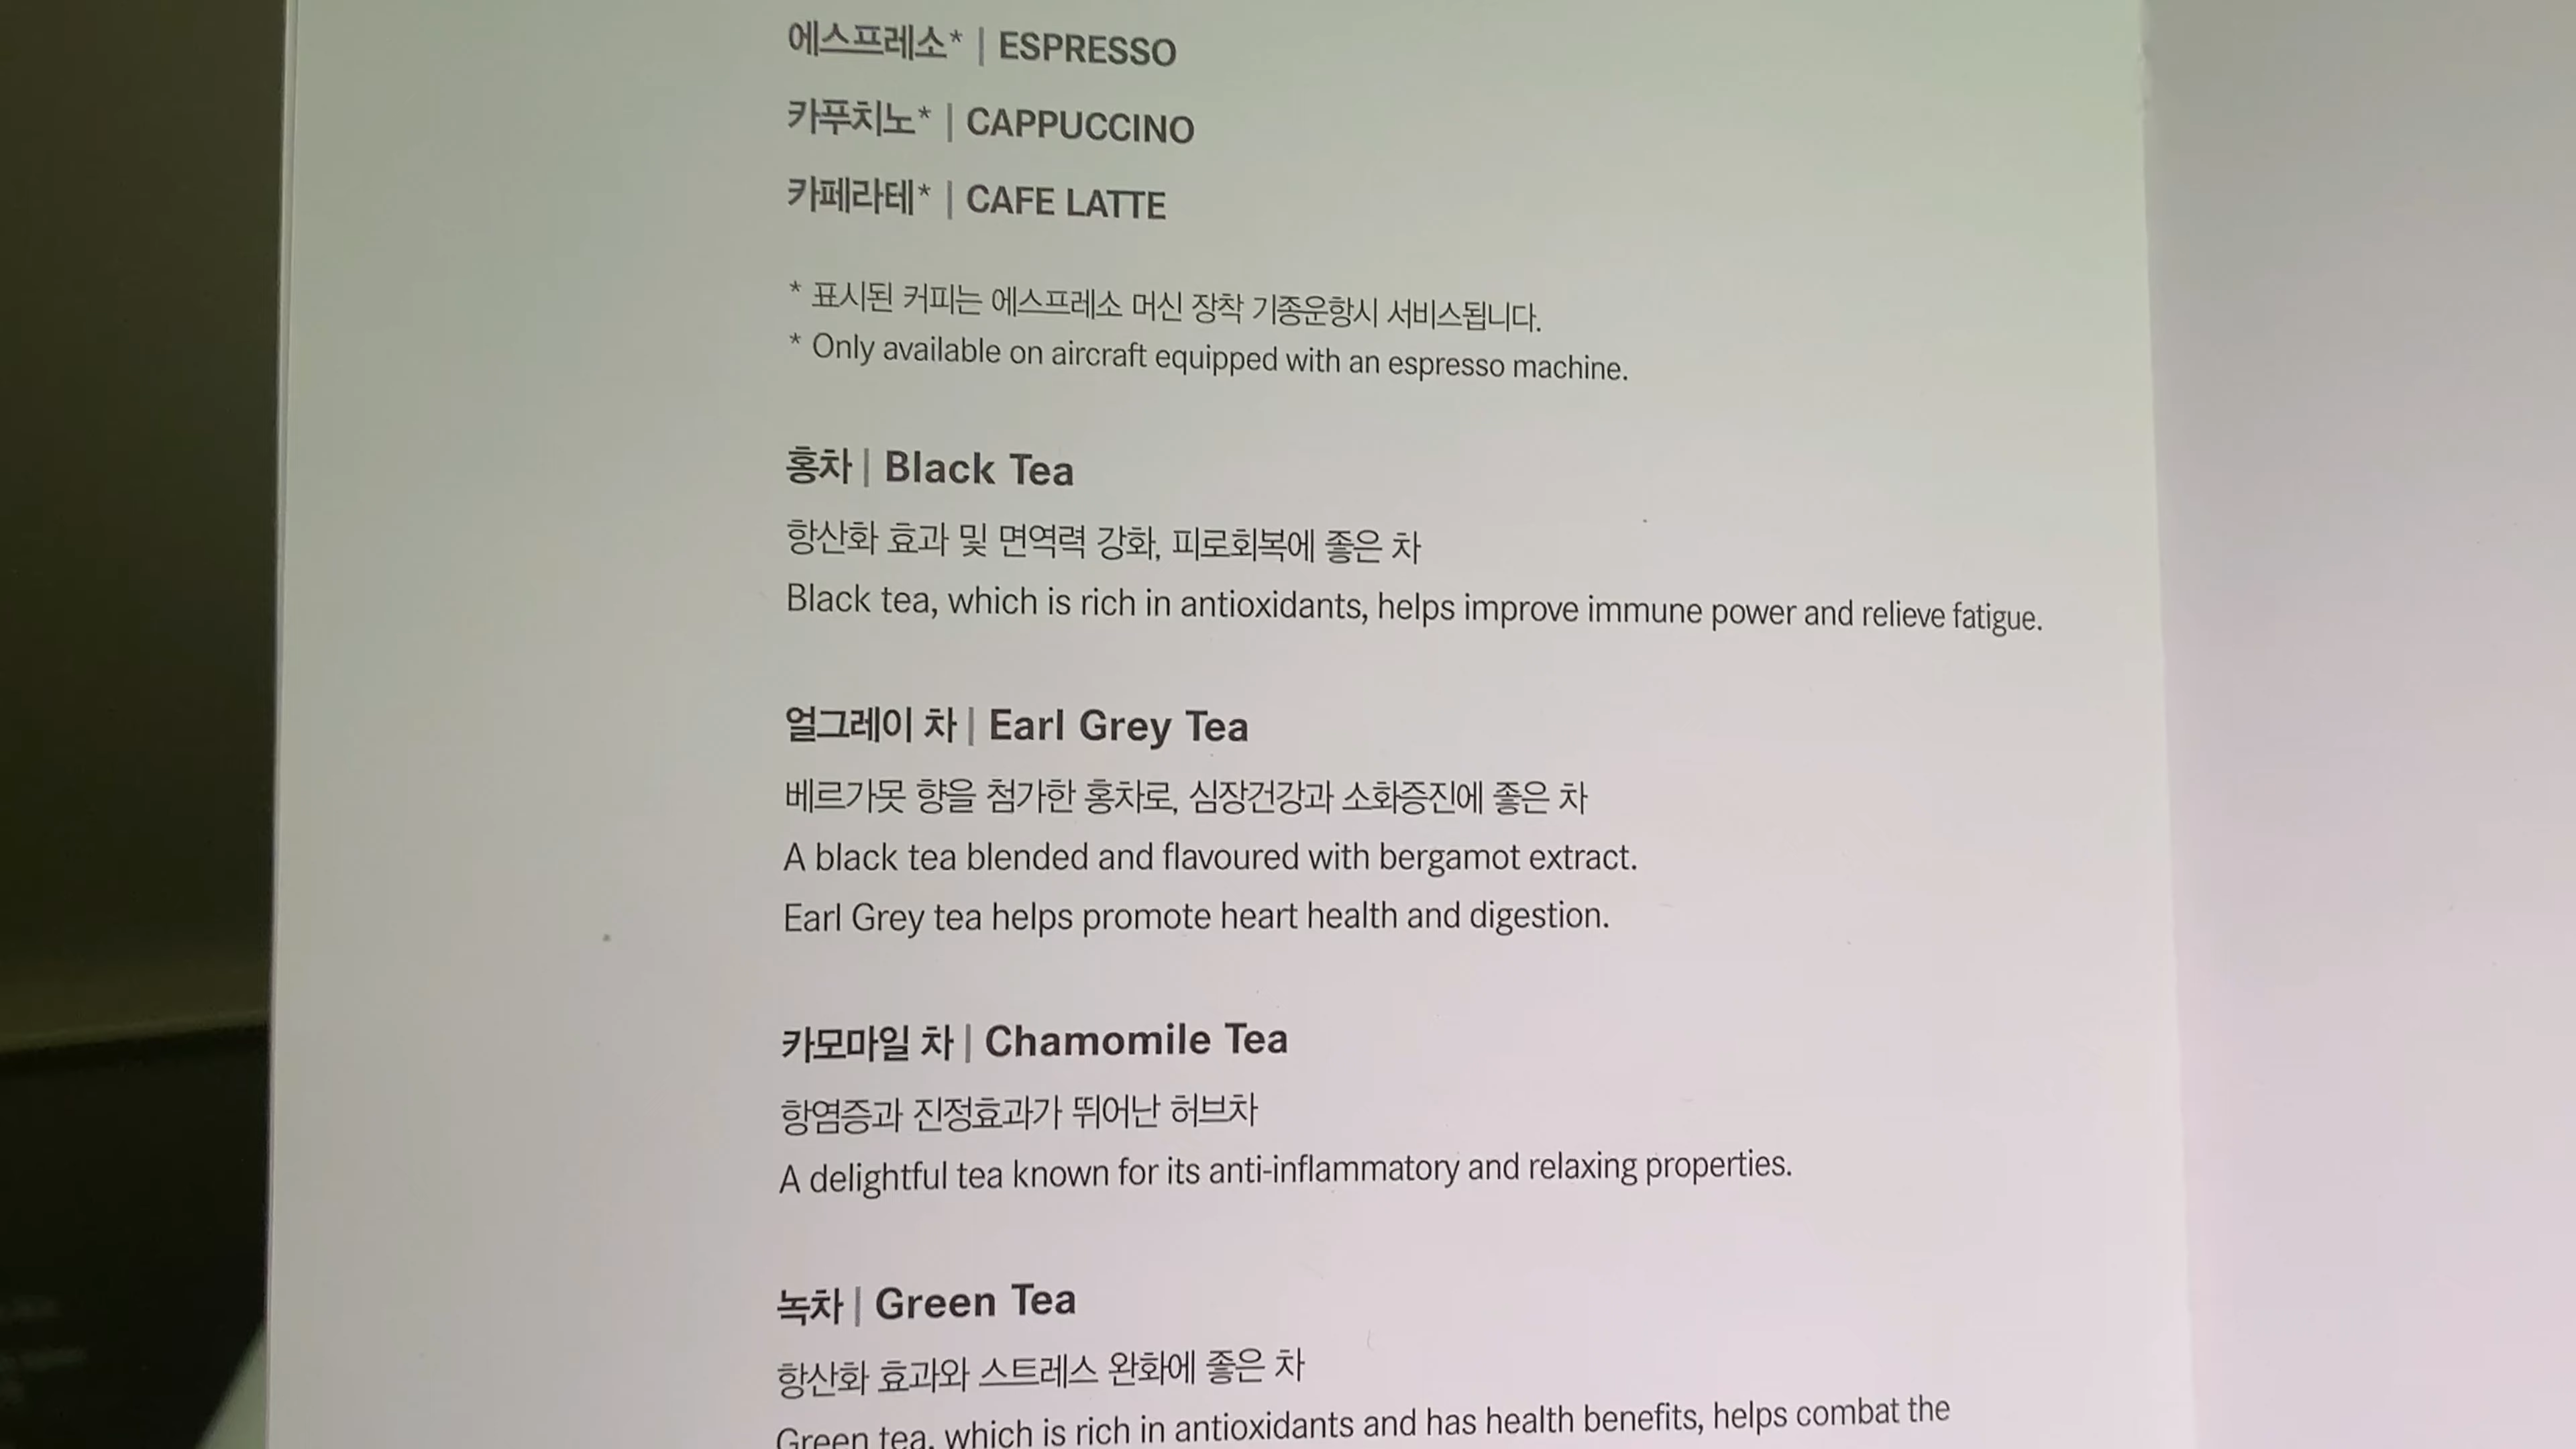 에스프레소* | ESPRESSO
카푸치노* | CAPPUCCINO
카페라테* | CAFE LATTE
* 표시된 커피는 에스프레소 머신 장착 기종운항시 서비스됩니다.
* Only available on aircraft equipped with an espresso machine.
홍차 | Black Tea
항산화 효과 및 면역력 강화, 피로회복에 좋은 차
Black tea, which is rich in antioxidants, helps improve immune power and relieve fatigue.
얼그레이 차 | Earl Grey Tea
베르가못 향을 첨가한 홍차로, 심장건강과 소화증진에 좋은 차
A black tea blended and flavoured with bergamot extract.
Earl Grey tea helps promote heart health and digestion.
카모마일 차 | Chamomile Tea
항염증과 진정효과가 뛰어난 허브차
A delightful tea known for its anti-inflammatory and relaxing properties.
녹차 | Green Tea
항산화 효과와 스트레스 완화에 좋은 차
Green tea, which is rich in antioxidants and has health benefits, helps combat the